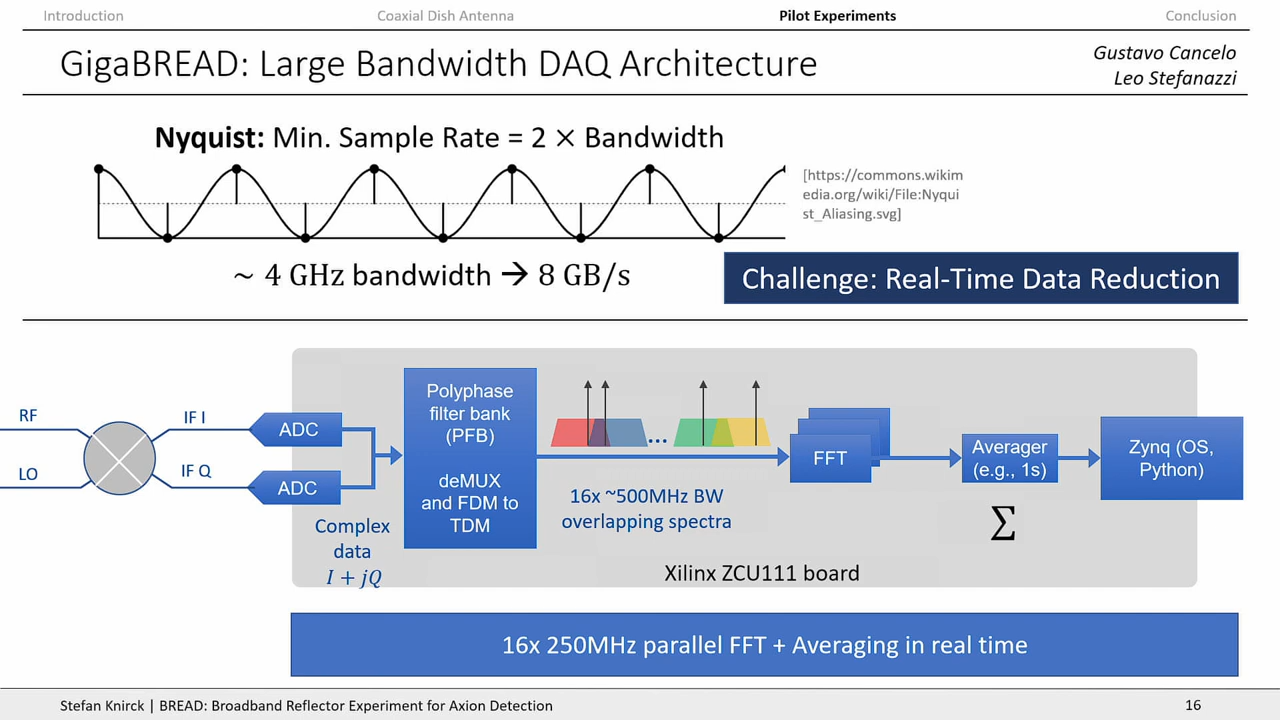 Introduction
Coaxial Dish Antenna
Pilot Experiments
Conclusion
GigaBREAD: Large Bandwidth DAQ Architecture
Gustavo Cancelo
Leo Stefanazzi
Nyquist: Min. Sample Rate = 2 × Bandwidth
[https://commons.wikim
edia.org/wiki/File:Nyqui
st_Aliasing.svg]
~ 4 GHz bandwidth → 8 GB/s
Challenge: Real-Time Data Reduction
RF
LO
IF I
IF Q
ADC
ADC
Complex
data
I + jQ
Polyphase
filter bank
(PFB)
deMUX
and FDM to
TDM
...
16x ~500MHz BW
overlapping spectra
FFT
Averager
(e.g., 1s)
Σ
Zynq (OS,
Python)
Xilinx ZCU111 board
16x 250MHz parallel FFT + Averaging in real time
Stefan Knirck | BREAD: Broadband Reflector Experiment for Axion Detection
16